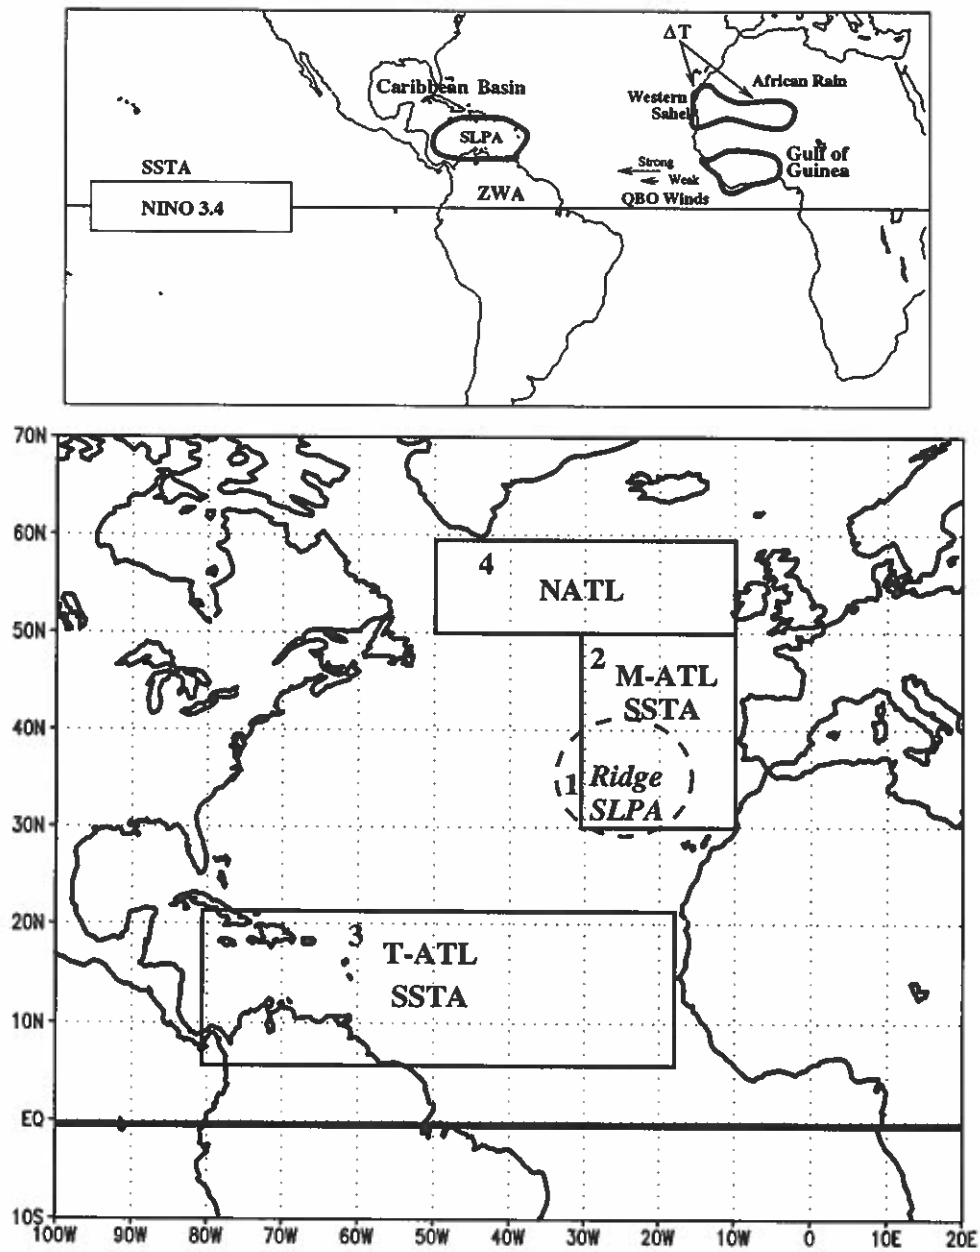 ΔT
Caribbean Basin
African Rain
Western
Sahel
SLPA
Gulf of
Guinea
Strong
Weak
QBO Winds
SSTA
ZWA
NINO 3.4
70N
60N
50N
40N
30N
20N
10N
EQ
10S
4
NATL
2
M-ATL
SSTA
1
Ridge
SLPA
3
T-ATL
SSTA
100W 90W 80W 70W 60W 50W 40W 30W 20W 10W 0 10E 20E